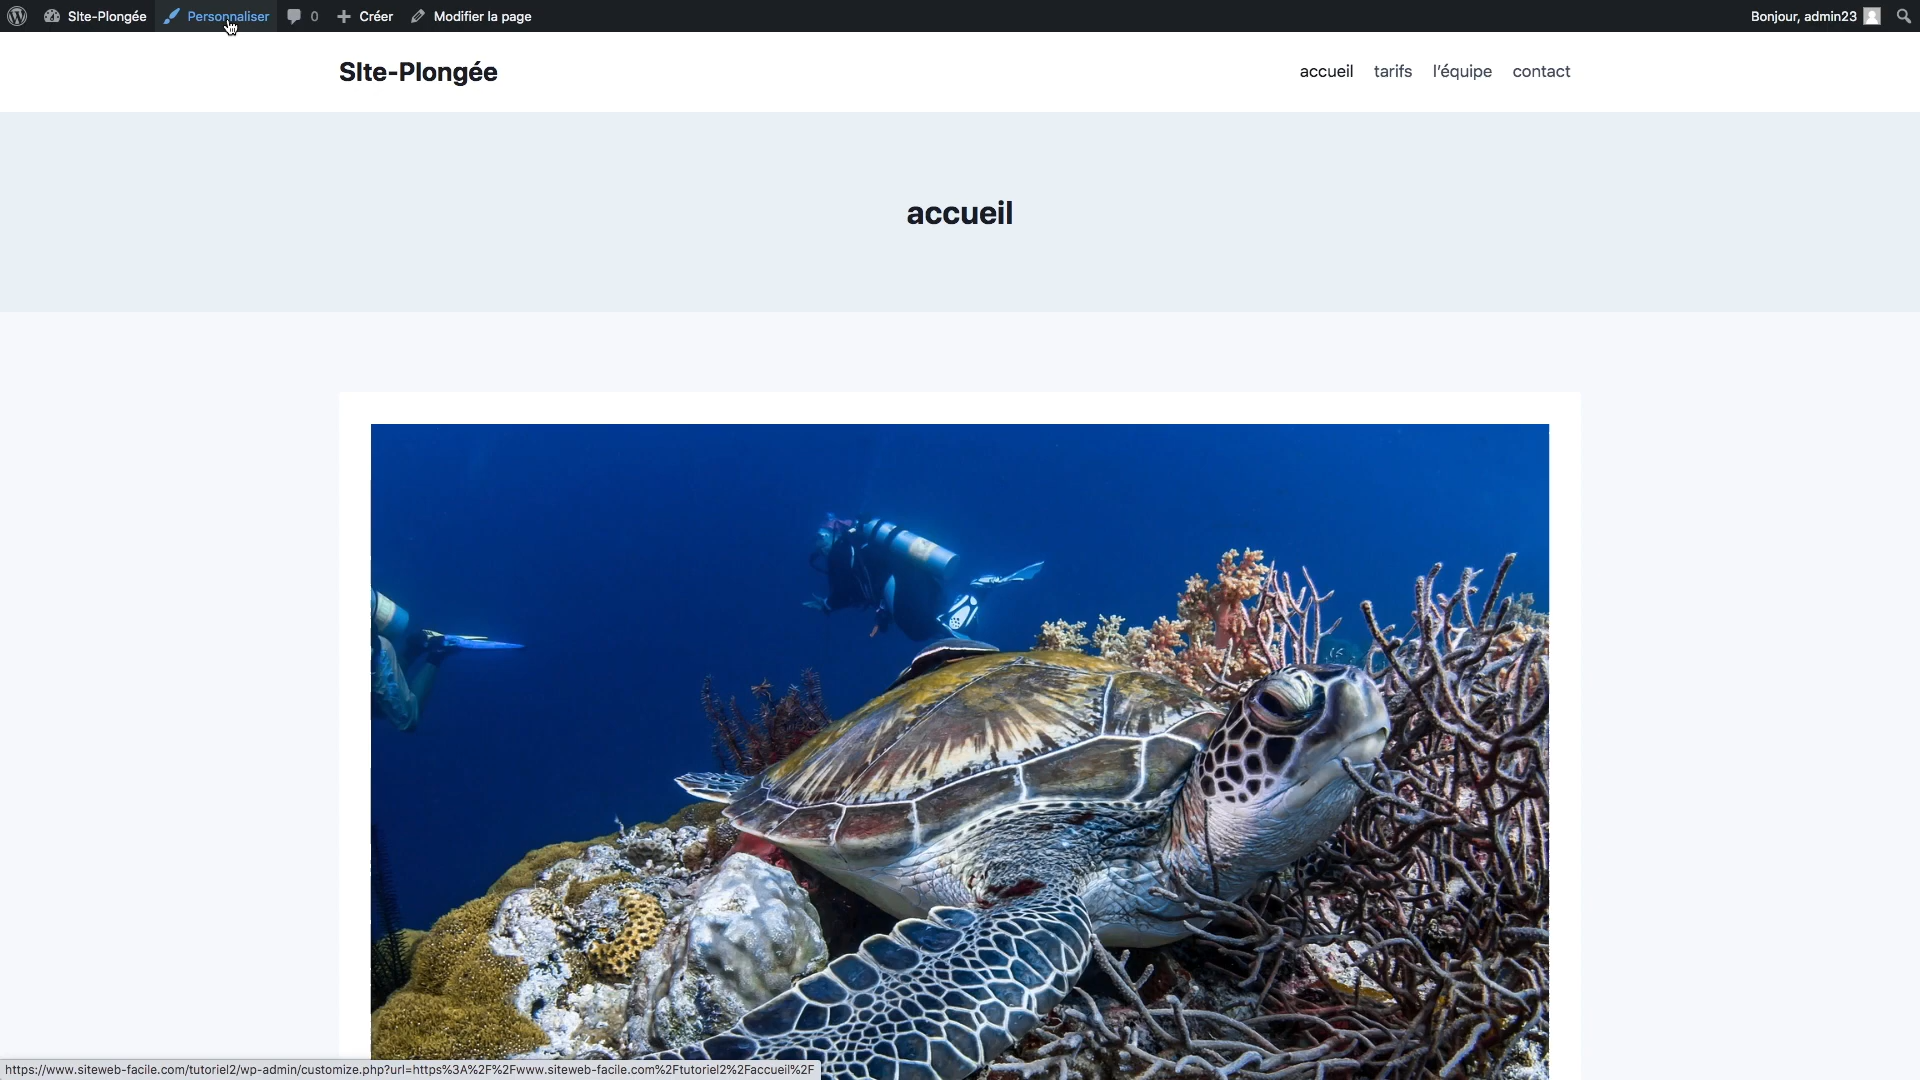 SIte-Plongée Personnaliser 0 Créer Modifier la page Bonjour, admin23
SIte-Plongée accueil tarifs l'équipe contact
accueil
https://www.siteweb-facile.com/tutoriel2/wp-admin/customize.php?url=https%3A%2F%2Fwww.siteweb-facile.com%2Ftutoriel2%2Faccueil%2F